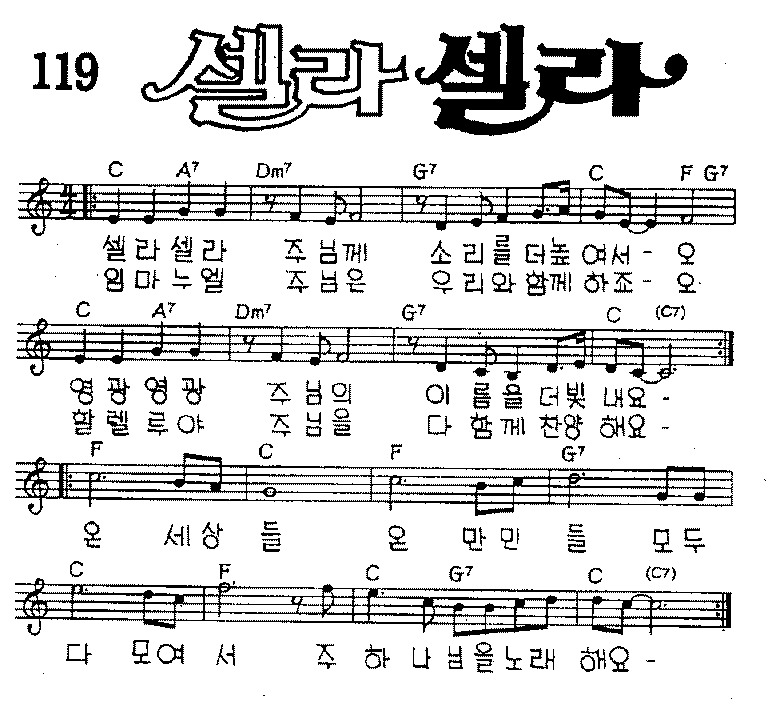 119 셀라 셀라
C A7 Dm7 G7 C F G7
셀라셀라 주님께 소리를 더높여서- 오
임마누엘 주님은 우리와 함께하죠- 오
C A7 Dm7 G7 C (C7)
영광영광 주님의 이름을 더빛내요-
할렐루야 주님을 다 함께 찬양해요-
F C F G7
온 세상들 온 만민들 모두
C F C G7 C (C7)
다 모여서 주 하나님을노래 해요-